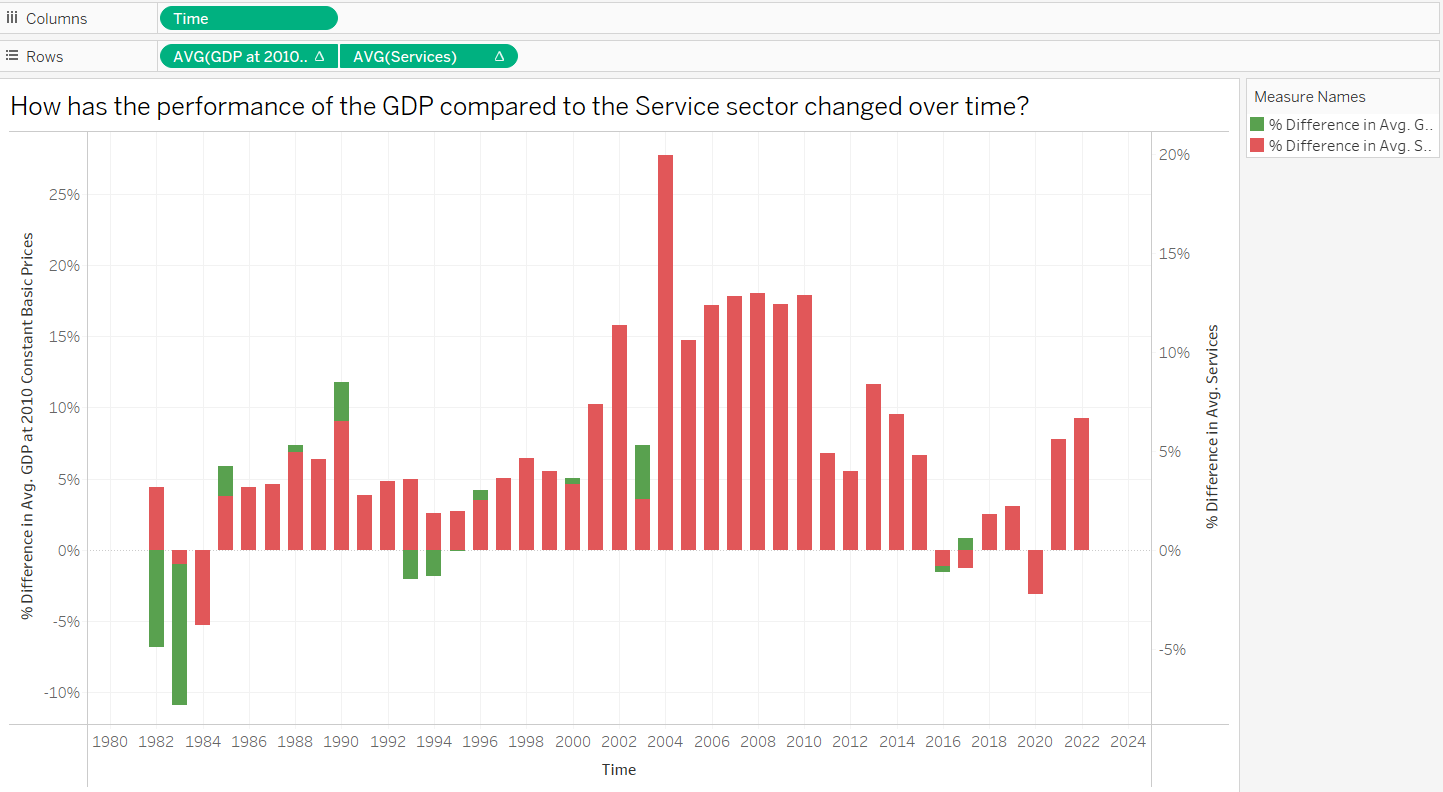 Columns
Time
Rows
AVG(GDP at 2010.. Δ
AVG(Services) Δ
How has the performance of the GDP compared to the Service sector changed over time?
Measure Names
% Difference in Avg. G..
% Difference in Avg. S..
% Difference in Avg. GDP at 2010 Constant Basic Prices
25%
20%
15%
10%
5%
0%
-5%
-10%
20%
15%
10%
5%
0%
-5%
% Difference in Avg. Services
1980 1982 1984 1986 1988 1990 1992 1994 1996 1998 2000 2002 2004 2006 2008 2010 2012 2014 2016 2018 2020 2022 2024
Time